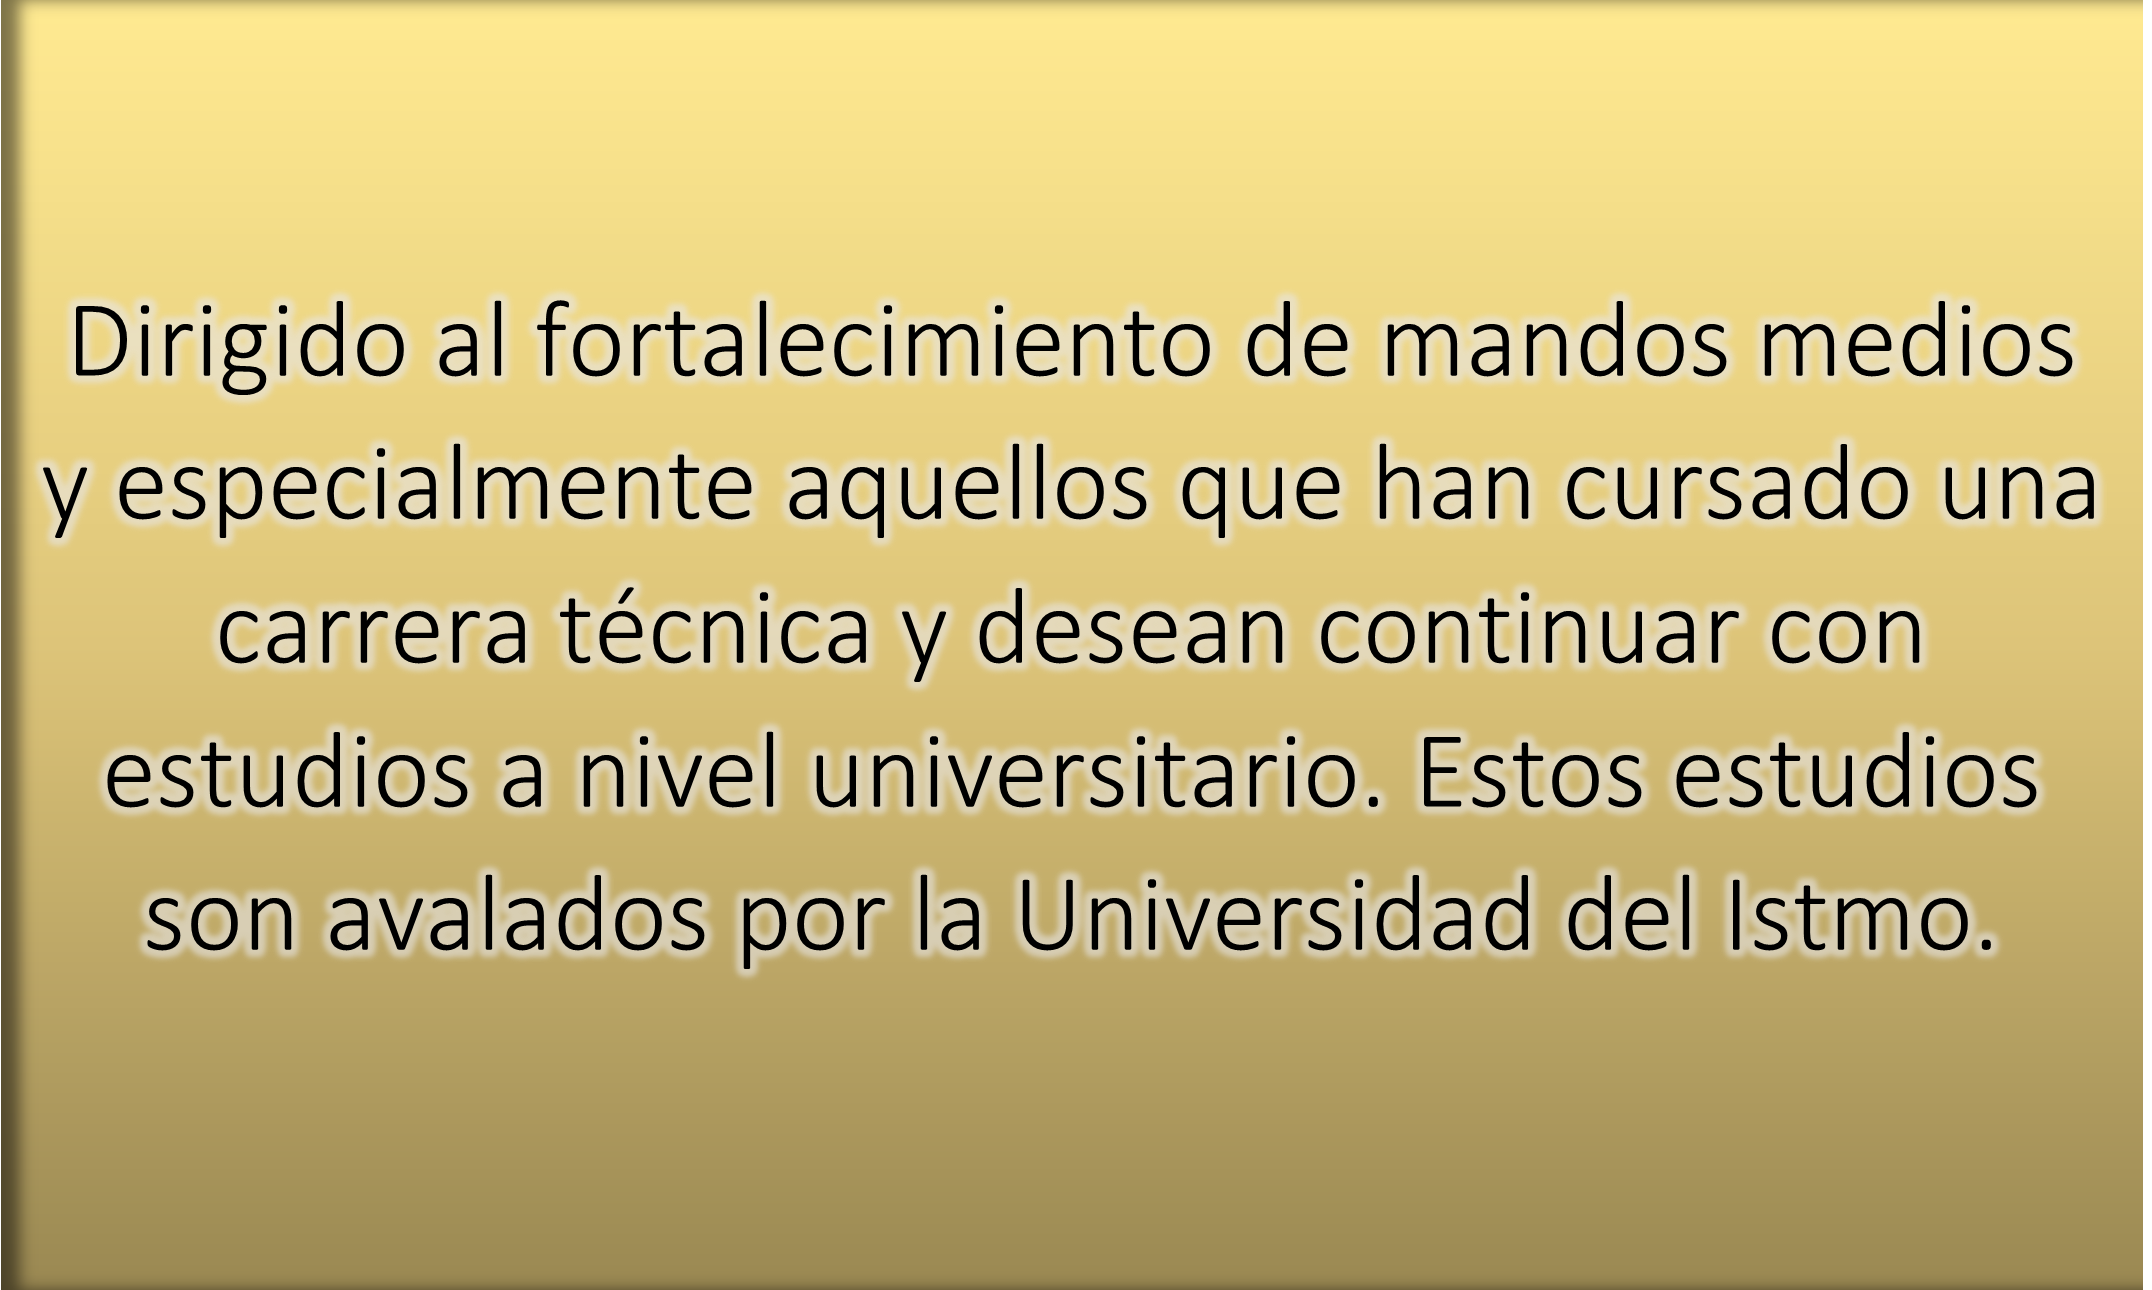 Dirigido al fortalecimiento de mandos medios
y especialmente aquellos que han cursado una
carrera técnica y desean continuar con
estudios a nivel universitario. Estos estudios
son avalados por la Universidad del Istmo.